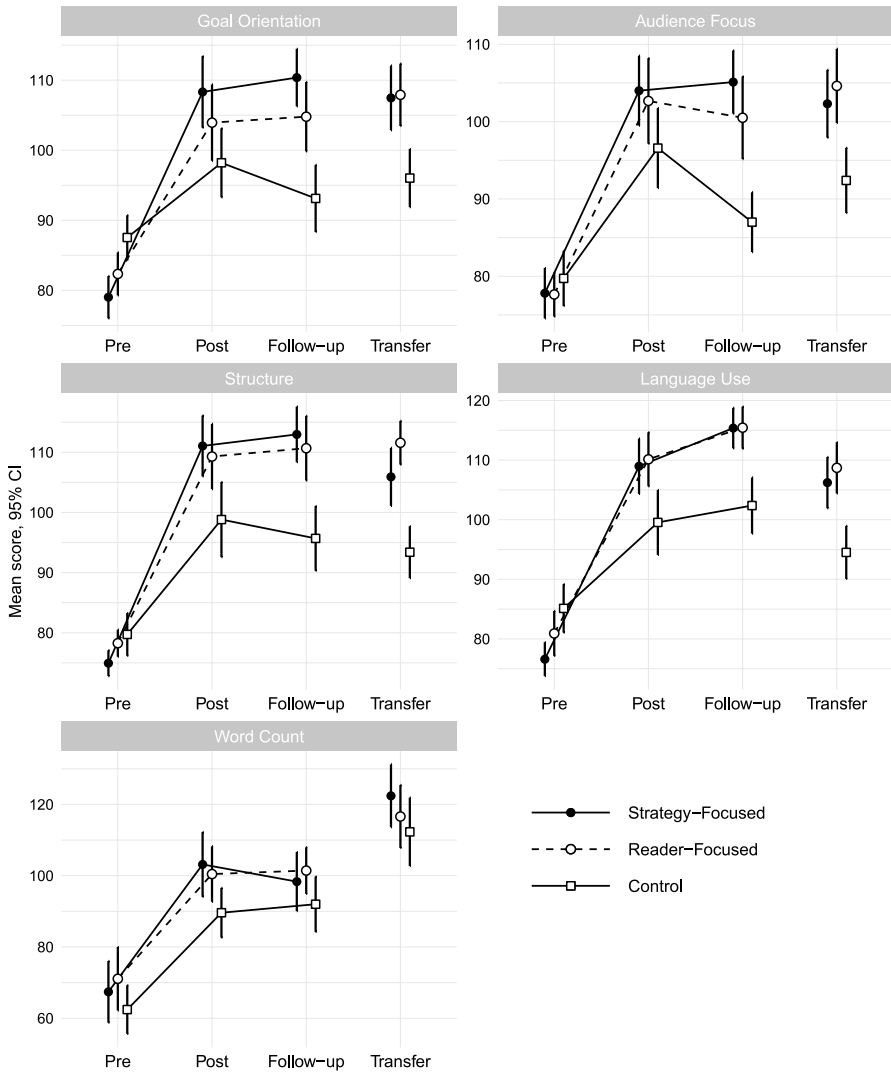 Goal Orientation
Audience Focus
110
100
90
80
110
100
90
80
Pre
Post
Follow−up
Transfer
Pre
Post
Follow−up
Transfer
Structure
Language Use
110
100
90
80
120
110
100
90
80
Pre
Post
Follow−up
Transfer
Pre
Post
Follow−up
Transfer
Mean score, 95% CI
Word Count
120
100
80
60
Pre
Post
Follow−up
Transfer
Strategy−Focused
Reader−Focused
Control